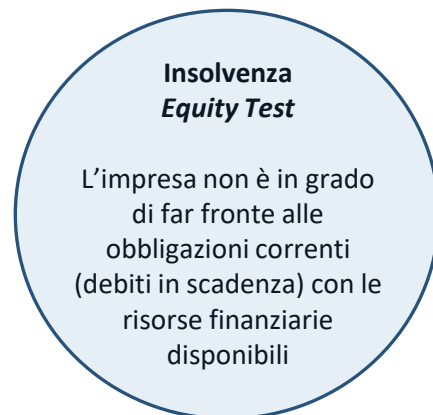 Insolvenza
Equity Test
L’impresa non è in grado
di far fronte alle
obbligazioni correnti
(debiti in scadenza) con le
risorse finanziarie
disponibili